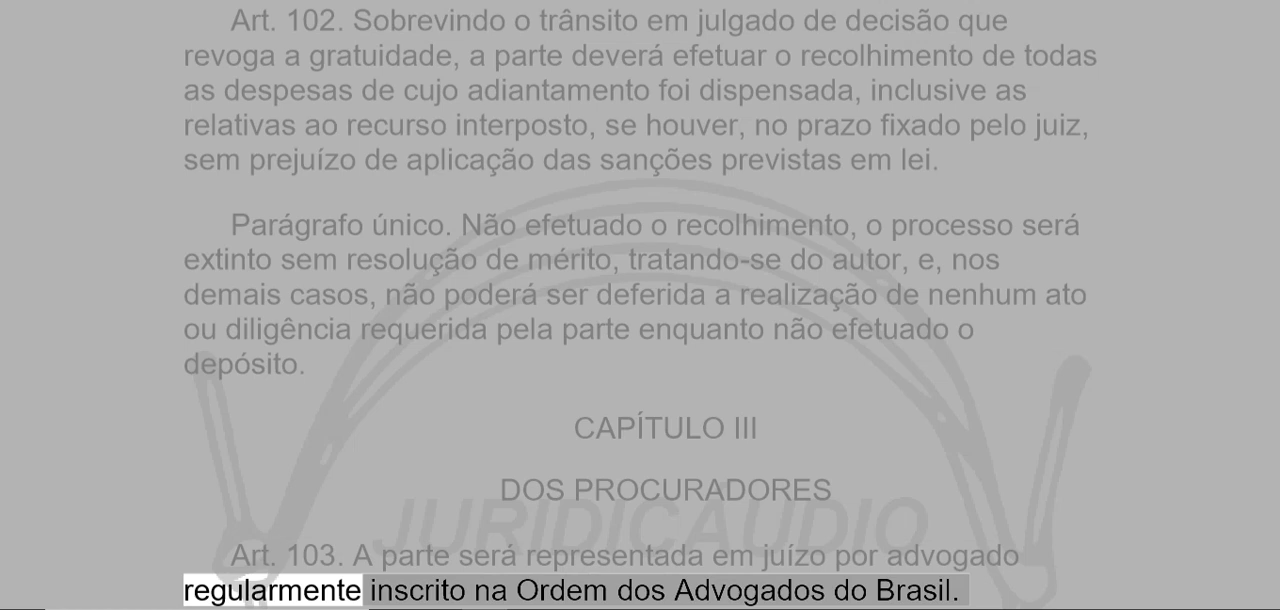 Art. 102. Sobrevindo o trânsito em julgado de decisão que
revoga a gratuidade, a parte deverá efetuar o recolhimento de todas
as despesas de cujo adiantamento foi dispensada, inclusive as
relativas ao recurso interposto, se houver, no prazo fixado pelo juiz,
sem prejuízo de aplicação das sanções previstas em lei.
Parágrafo único. Não efetuado o recolhimento, o processo será
extinto sem resolução de mérito, tratando-se do autor, e, nos
demais casos, não poderá ser deferida a realização de nenhum ato
ou diligência requerida pela parte enquanto não efetuado o
depósito.
CAPÍTULO III
DOS PROCURADORES
JURIDICAUDIO
Art. 103. A parte será representada em juízo por advogado
regularmente inscrito na Ordem dos Advogados do Brasil.